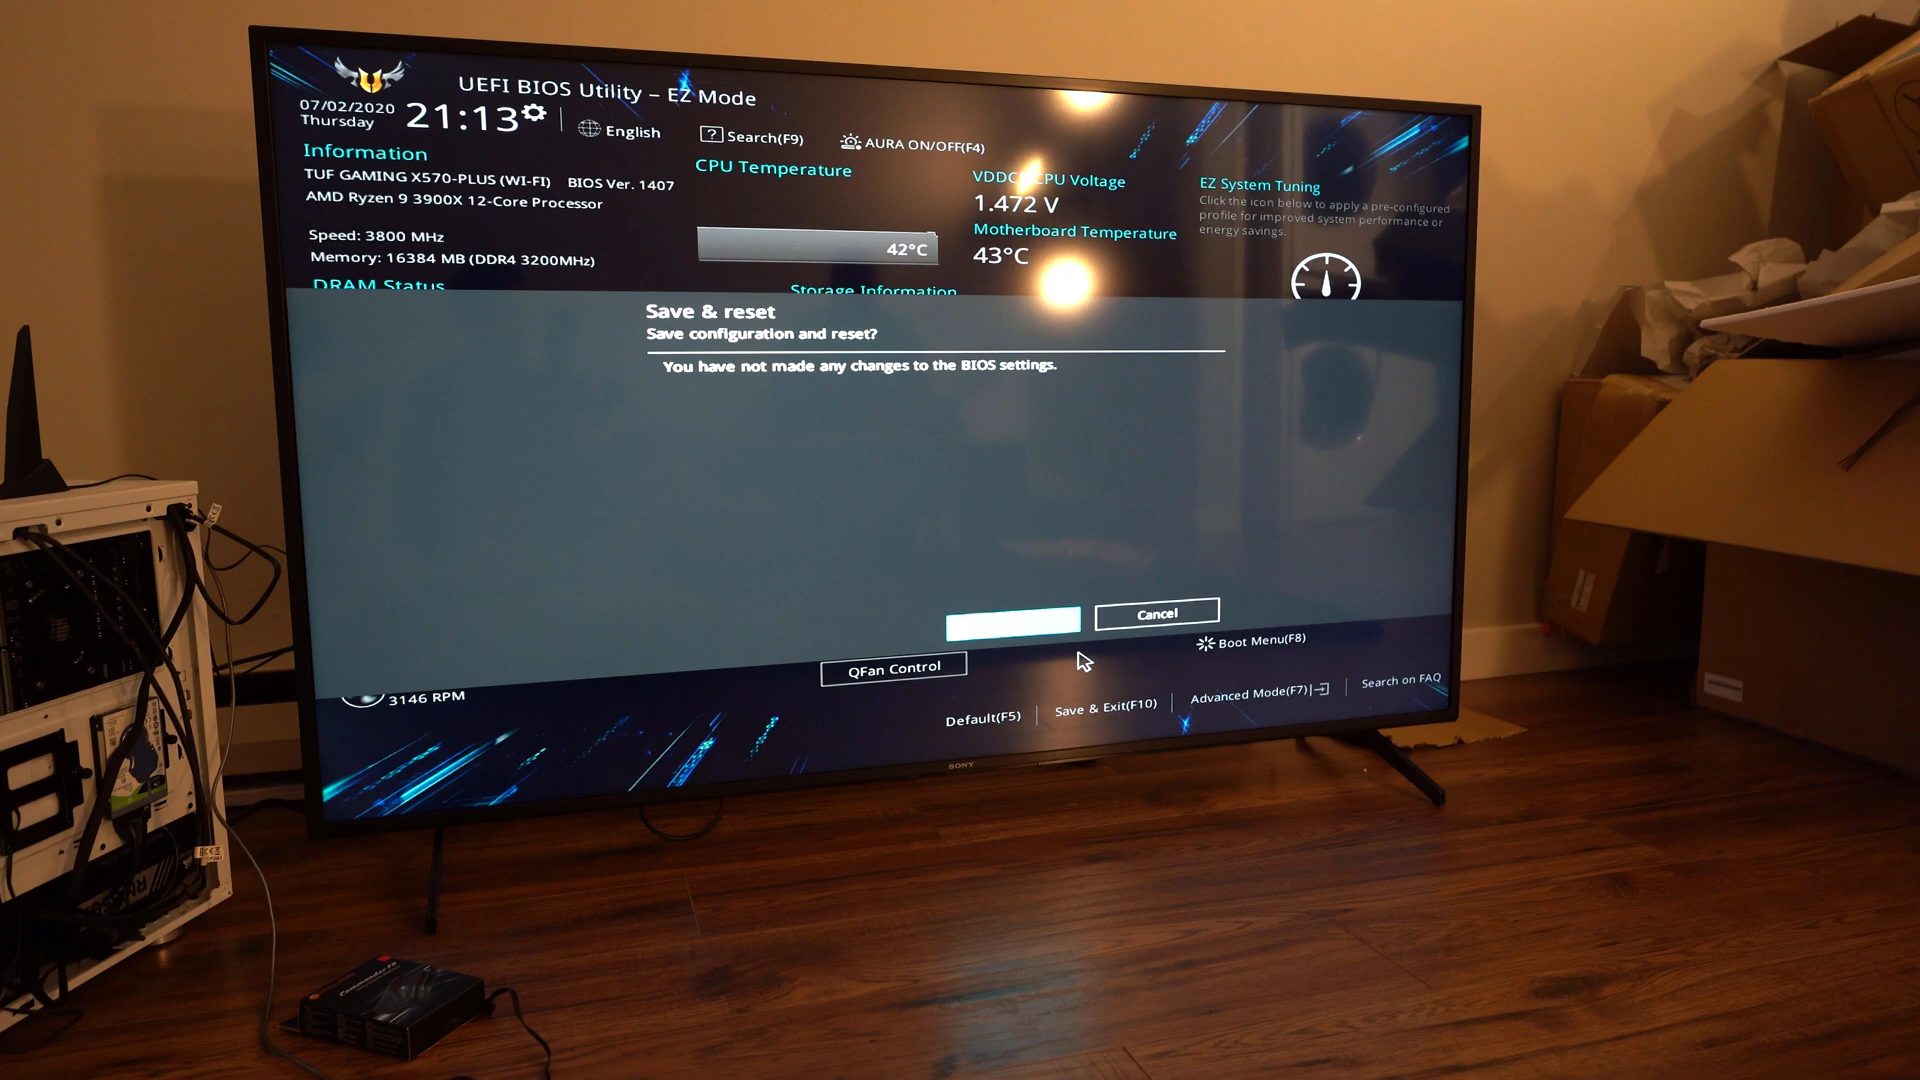 UEFI BIOS Utility – EZ Mode
07/02/2020
Thursday
21:13
English
Search(F9)
AURA ON/OFF(F4)
Information
TUF GAMING X570-PLUS (WI-FI) BIOS Ver. 1407
AMD Ryzen 9 3900X 12-Core Processor
Speed: 3800 MHz
Memory: 16384 MB (DDR4 3200MHz)
CPU Temperature
42°C
CPU Voltage
1.472 V
Motherboard Temperature
43°C
EZ System Tuning
Click the icon below to apply a pre-configured
profile for improved system performance or
energy savings.
DRAM Status
Storage Information
Save & reset
Save configuration and reset?
You have not made any changes to the BIOS settings.
Cancel
Boot Menu(F8)
QFan Control
3146 RPM
Default(F5)
Save & Exit(F10)
Advanced Mode(F7)
Search on FAQ
SONY
Commander FP